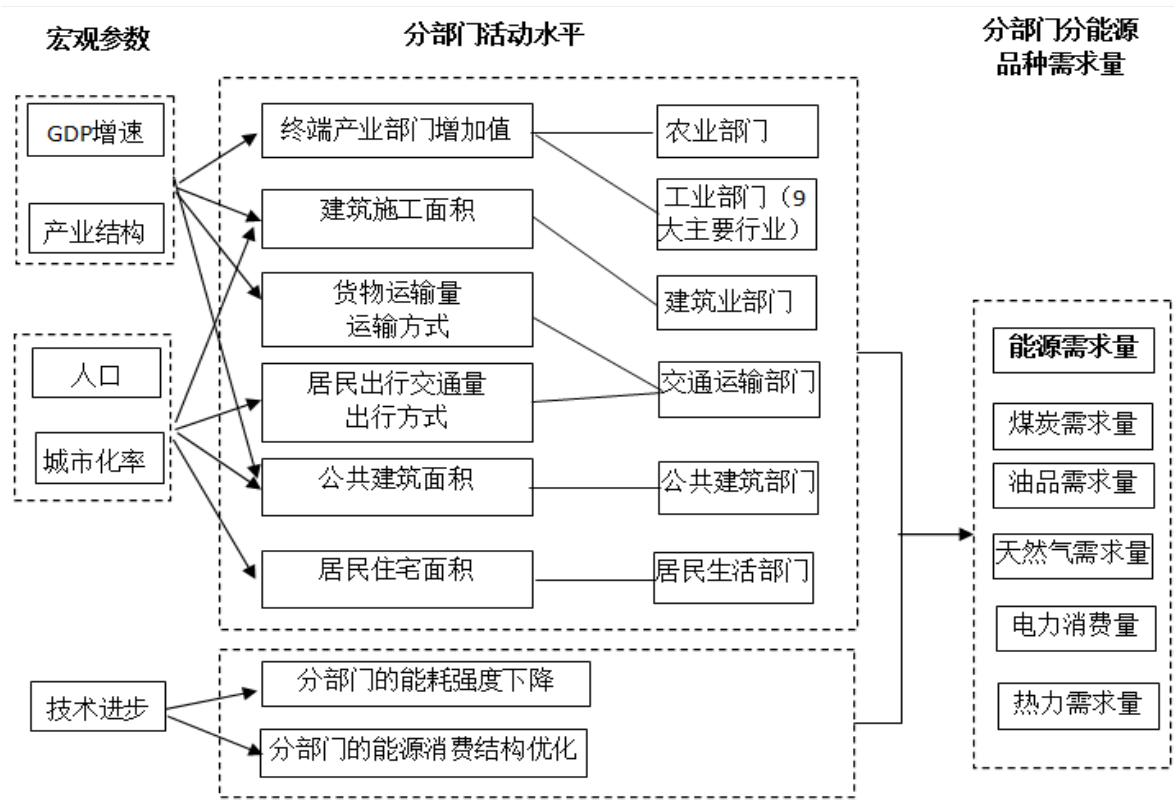 宏观参数
分部门活动水平
分部门分能源
品种需求量
GDP增速
产业结构
人口
城市化率
技术进步
终端产业部门增加值
建筑施工面积
货物运输量
运输方式
居民出行交通量
出行方式
公共建筑面积
居民住宅面积
农业部门
工业部门（9
大主要行业）
建筑业部门
交通运输部门
公共建筑部门
居民生活部门
分部门的能耗强度下降
分部门的能源消费结构优化
能源需求量
煤炭需求量
油品需求量
天然气需求量
电力消费量
热力需求量